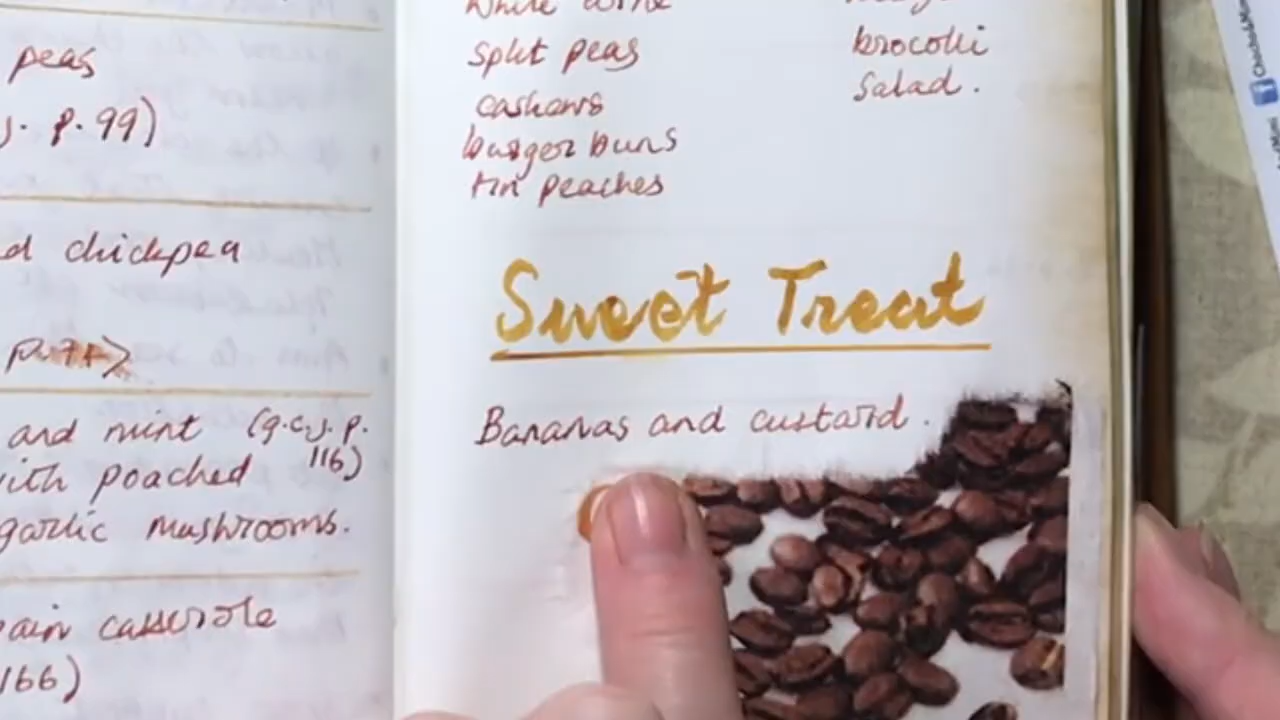 peas
p. 99)
d chickpea
and mint (g.c.j. p.
116)
with poached
garlic mushrooms.
ain casserole
166)
white wine
split peas
cashews
burger buns
tin peaches
brocolli
salad.
Sweet Treat
Bananas and custard.